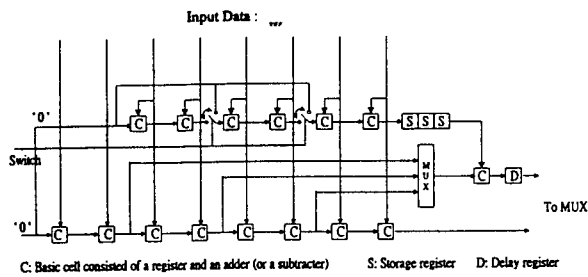 Input Data :
'0'
C C C C C C C S S S
Switch
M
U
X
C D
To MUX
'0'
C C C C C C C C
C: Basic cell consisted of a register and an adder (or a subtracter) S: Storage register D: Delay register